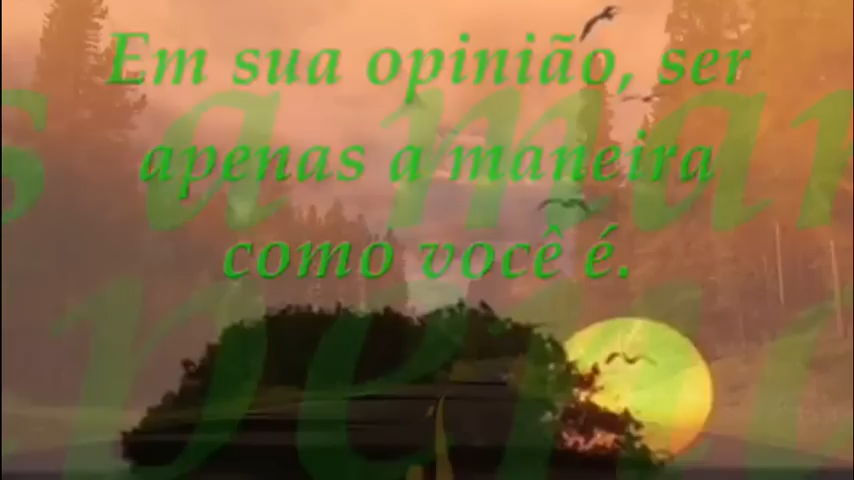 Em sua opinião, ser
apenas a maneira
como você é.